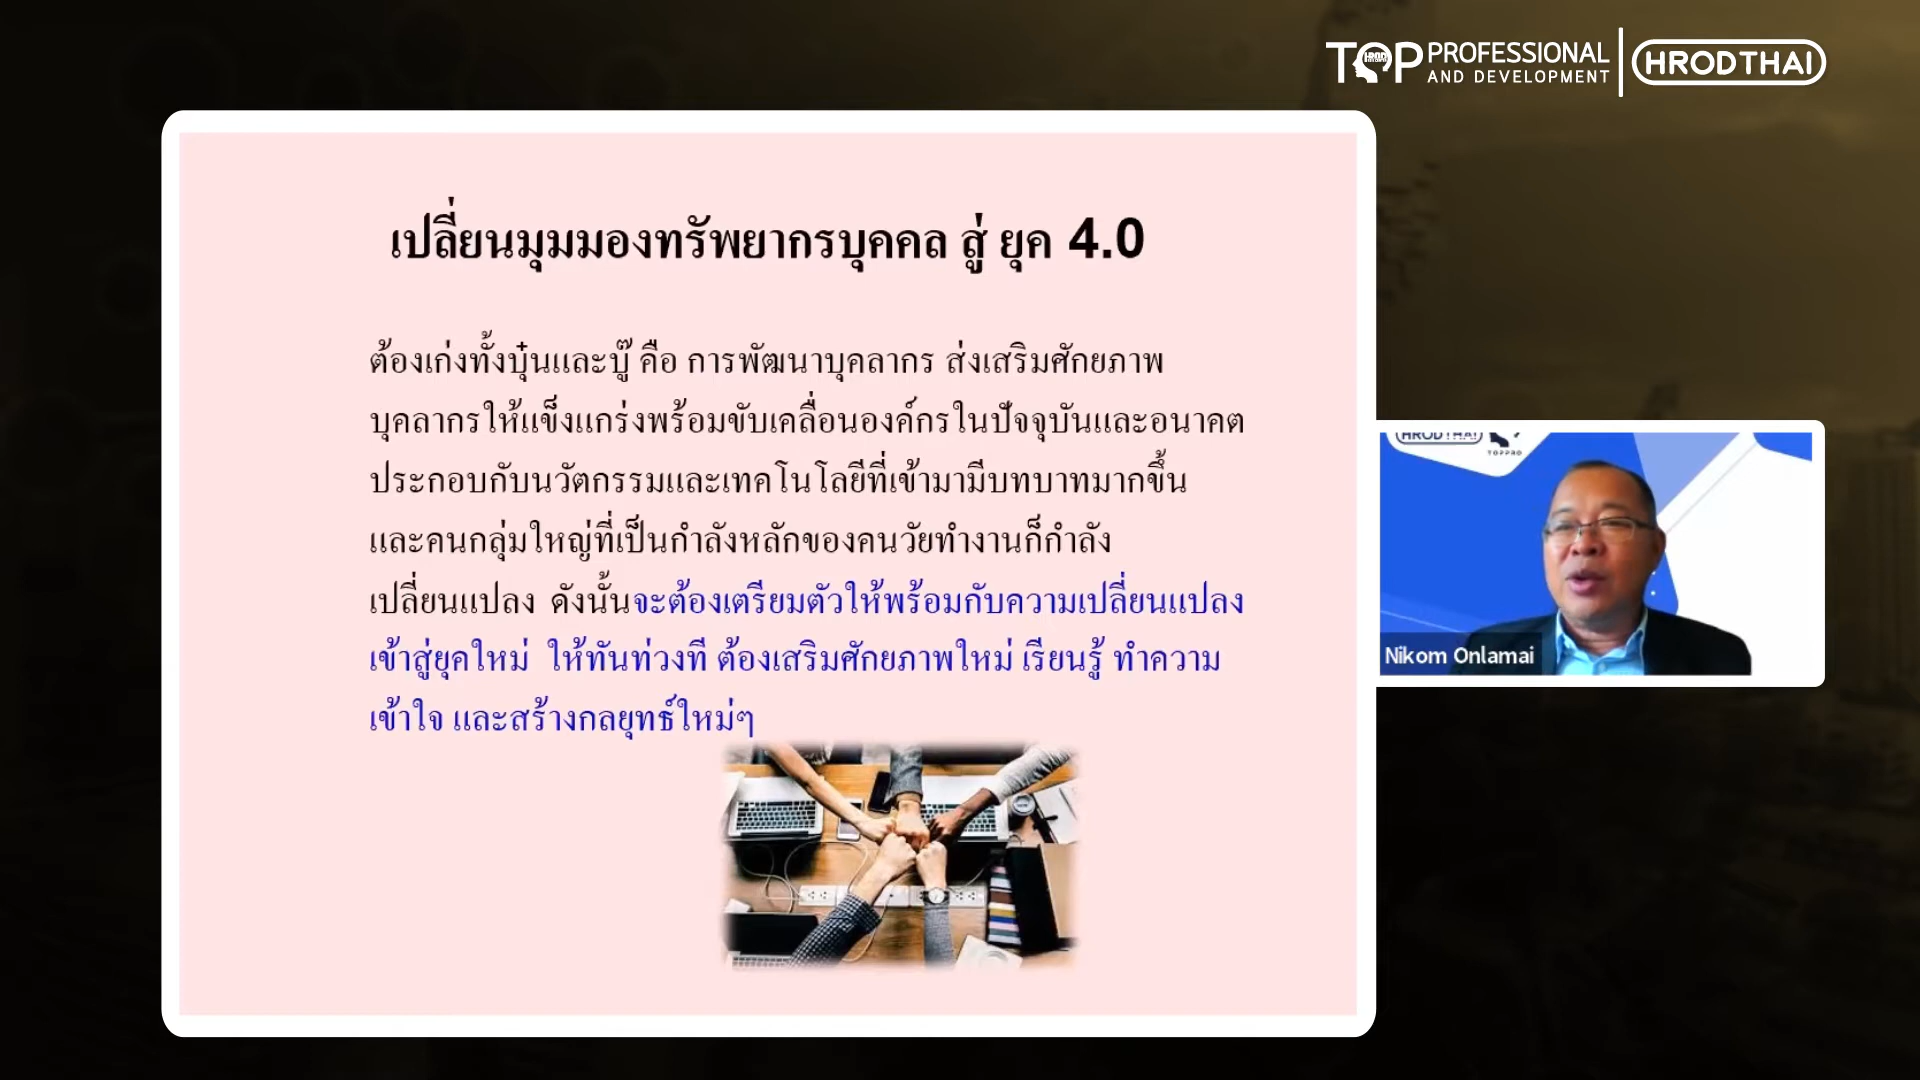 TOP PROFESSIONAL AND DEVELOPMENT
HRODTHAI
เปลี่ยนมุมมองทรัพยากรบุคคล สู่ ยุค 4.0
ต้องเก่งทั้งบุ๋นและบู๊ คือ การพัฒนาบุคลากร ส่งเสริมศักยภาพ
บุคลากรให้แข็งแกร่งพร้อมขับเคลื่อนองค์กรในปัจจุบันและอนาคต
ประกอบกับนวัตกรรมและเทคโนโลยีที่เข้ามามีบทบาทมากขึ้น
และคนกลุ่มใหญ่ที่เป็นกำลังหลักของคนวัยทำงานก็กำลัง
เปลี่ยนแปลง ดังนั้นจะต้องเตรียมตัวให้พร้อมกับความเปลี่ยนแปลง
เข้าสู่ยุคใหม่ ให้ทันท่วงที ต้องเสริมศักยภาพใหม่ เรียนรู้ ทำความ
เข้าใจ และสร้างกลยุทธ์ใหม่ๆ
HRODTHAI
TOPPRO
Nikom Onlamai